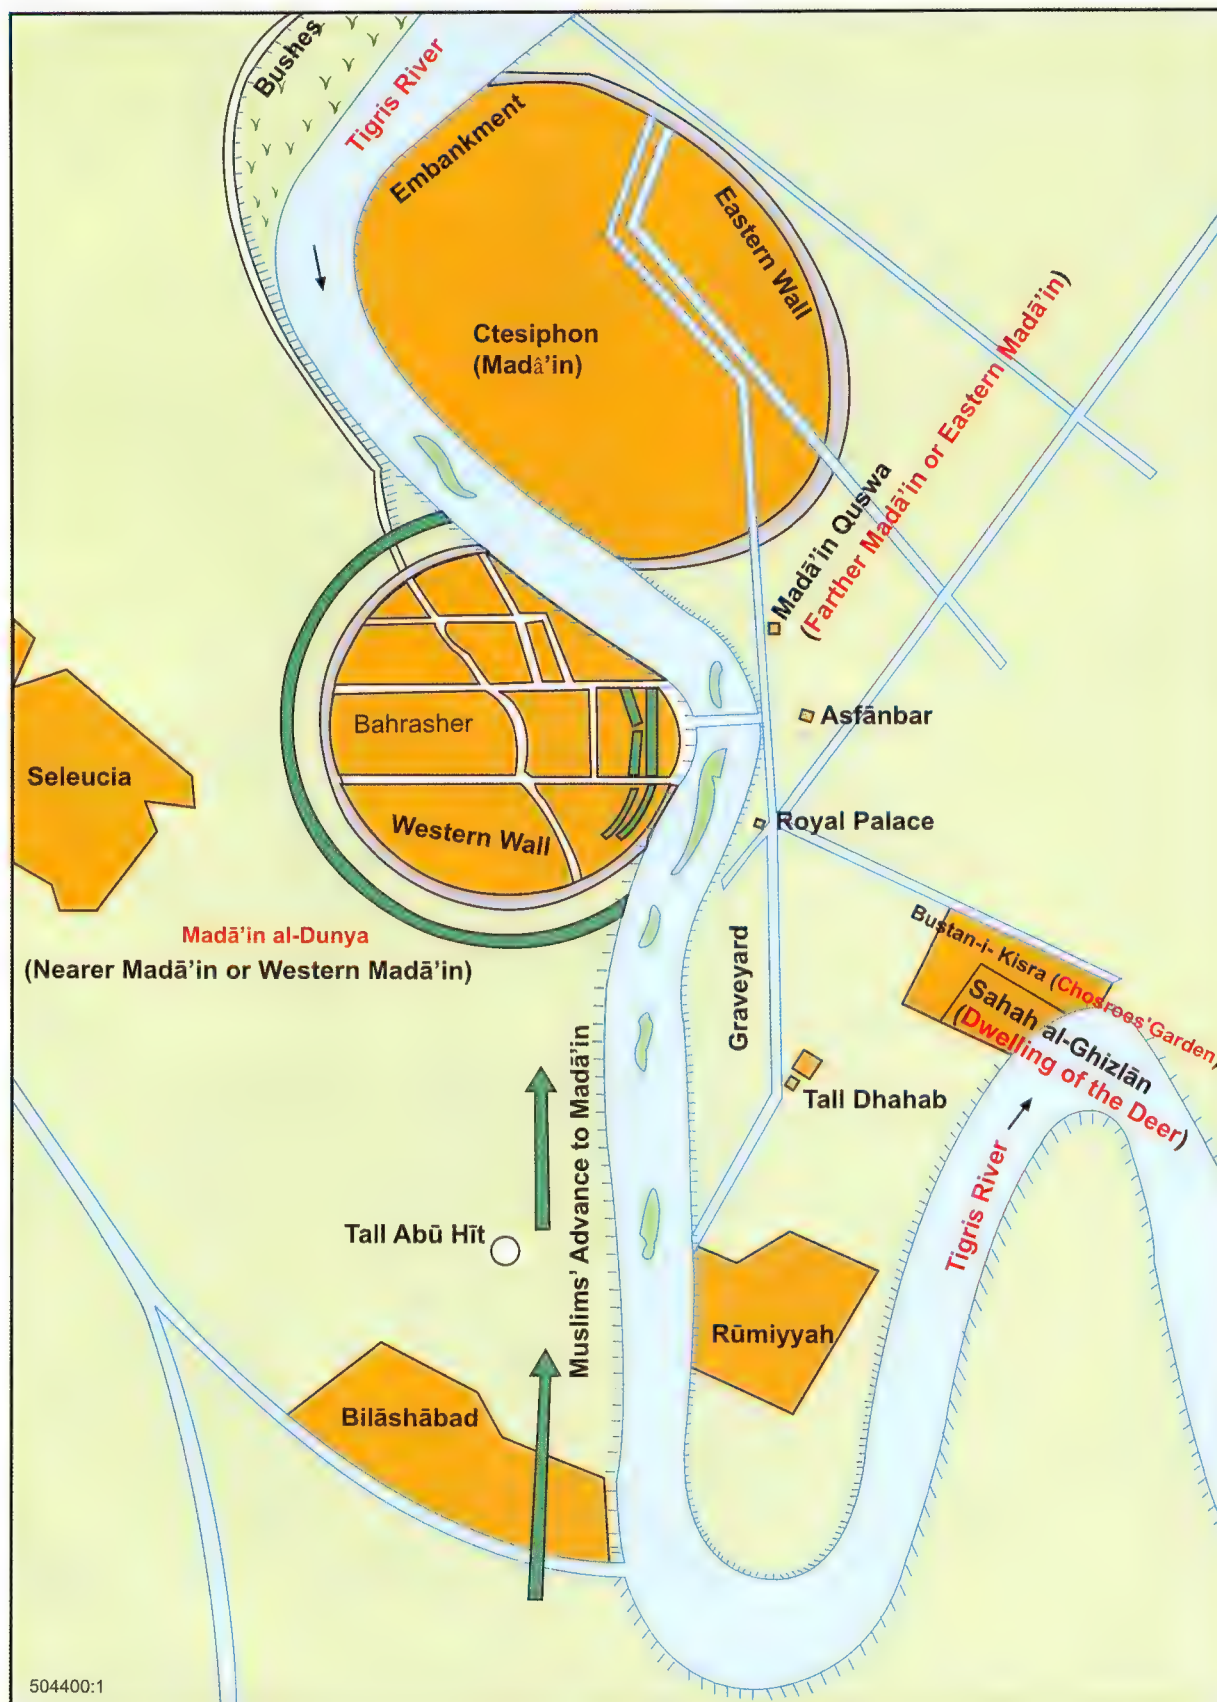 Bushes
Tigris River
Embankment
Eastern Wall
Ctesiphon
(Madâ'in)
Madā'in Quswa
(Farther Madā'in or Eastern Madā'in)
Asfānbar
Bahrasher
Seleucia
Royal Palace
Western Wall
Madā'in al-Dunya
(Nearer Madā'in or Western Madā'in)
Bustan-i- Kisra (Chosroes' Garden)
Sahah al-Ghizlān
(Dwelling of the Deer)
Graveyard
Muslims' Advance to Madā'in
Tall Dhahab
Tigris River
Tall Abū Hīt
Rūmiyyah
Bilāshābad
504400:1